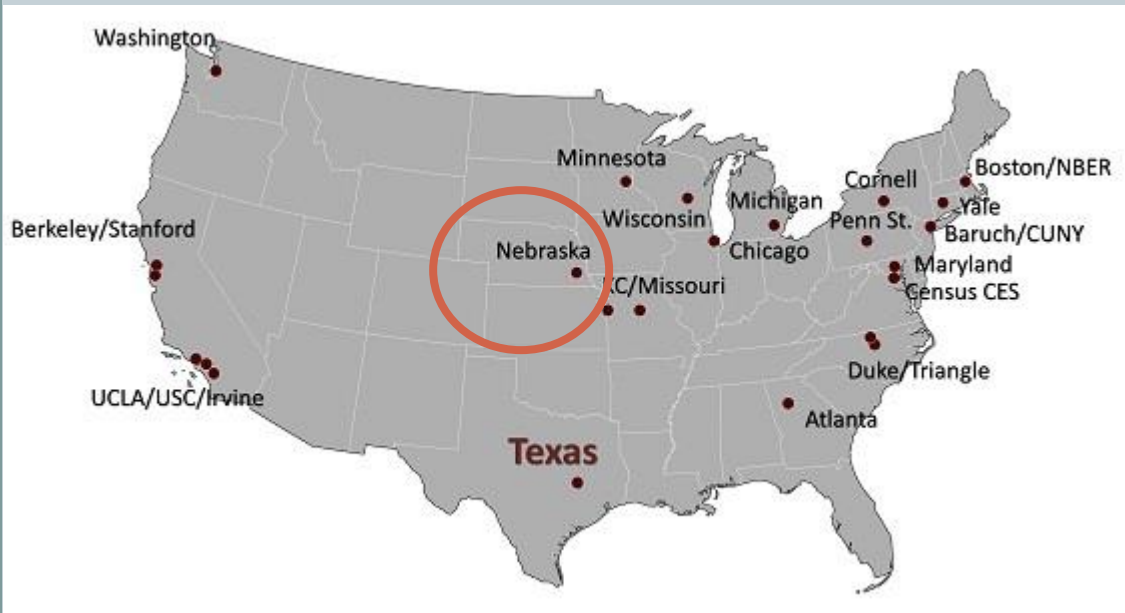 Washington
Minnesota
Boston/NBER
Cornell
Michigan
Yale
Wisconsin
Penn St.
Berkeley/Stanford
Baruch/CUNY
Nebraska
Chicago
Maryland
KC/Missouri
Census CES
Duke/Triangle
UCLA/USC/Irvine
Atlanta
Texas